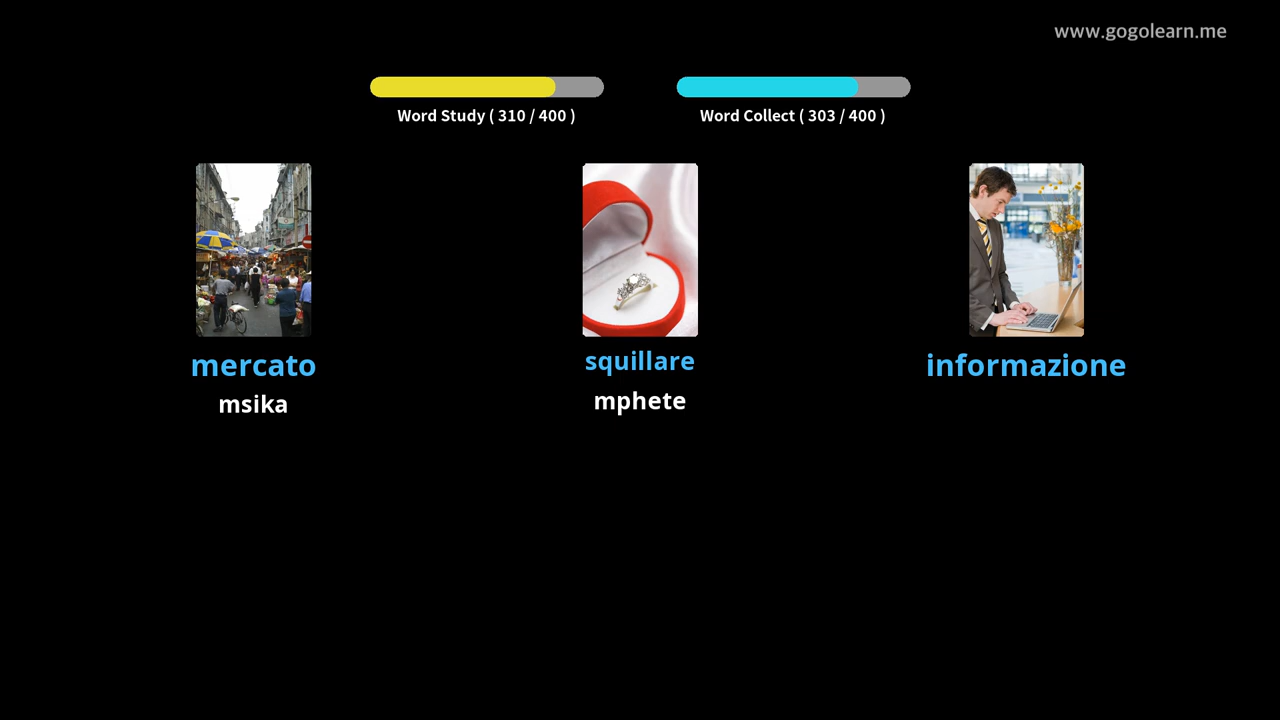 www.gogolearn.me
Word Study ( 310 / 400 )
Word Collect ( 303 / 400 )
mercato
msika
squillare
mphete
informazione